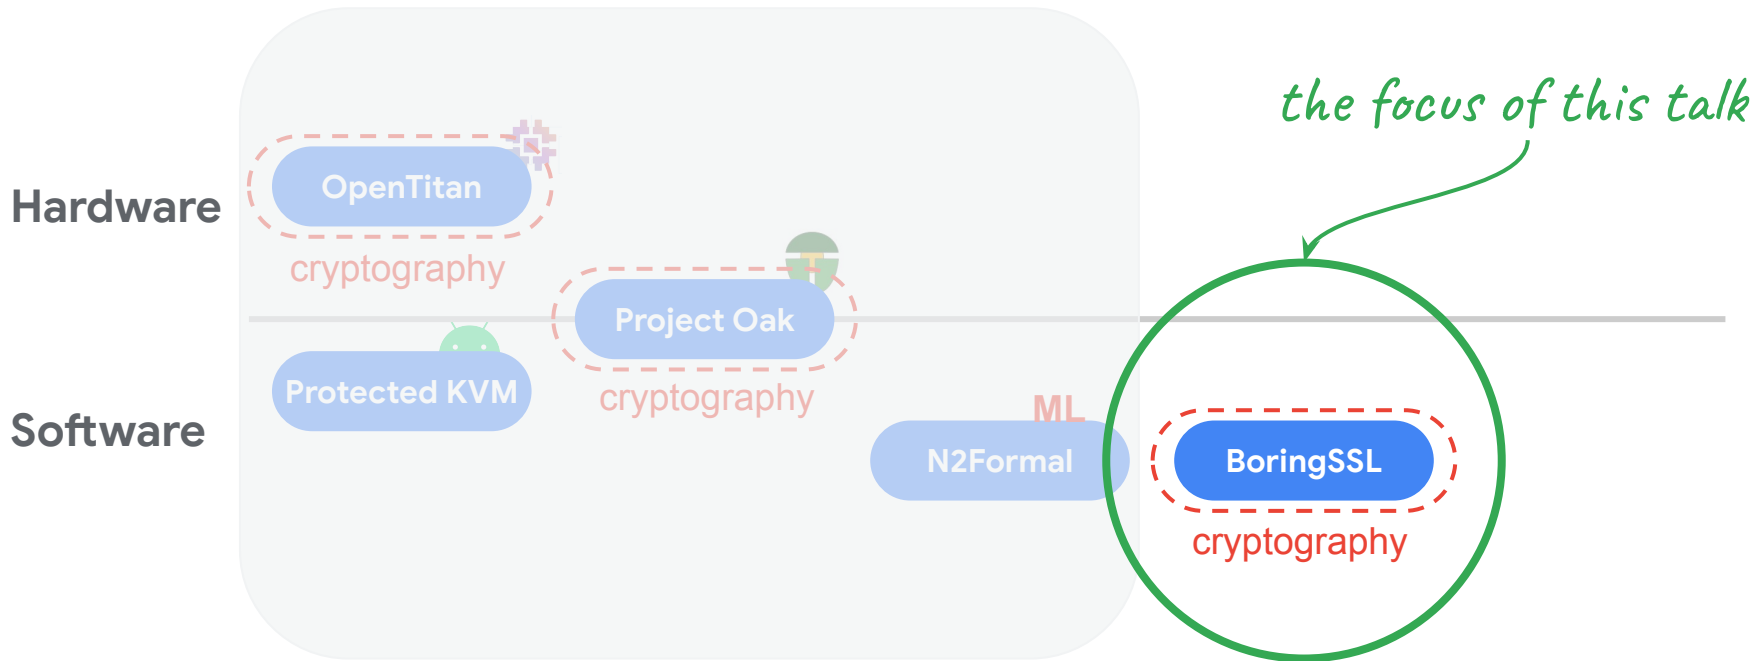 the focus of this talk
Hardware
OpenTitan
cryptography
Project Oak
cryptography
Software
Protected KVM
ML
N2Formal
BoringSSL
cryptography